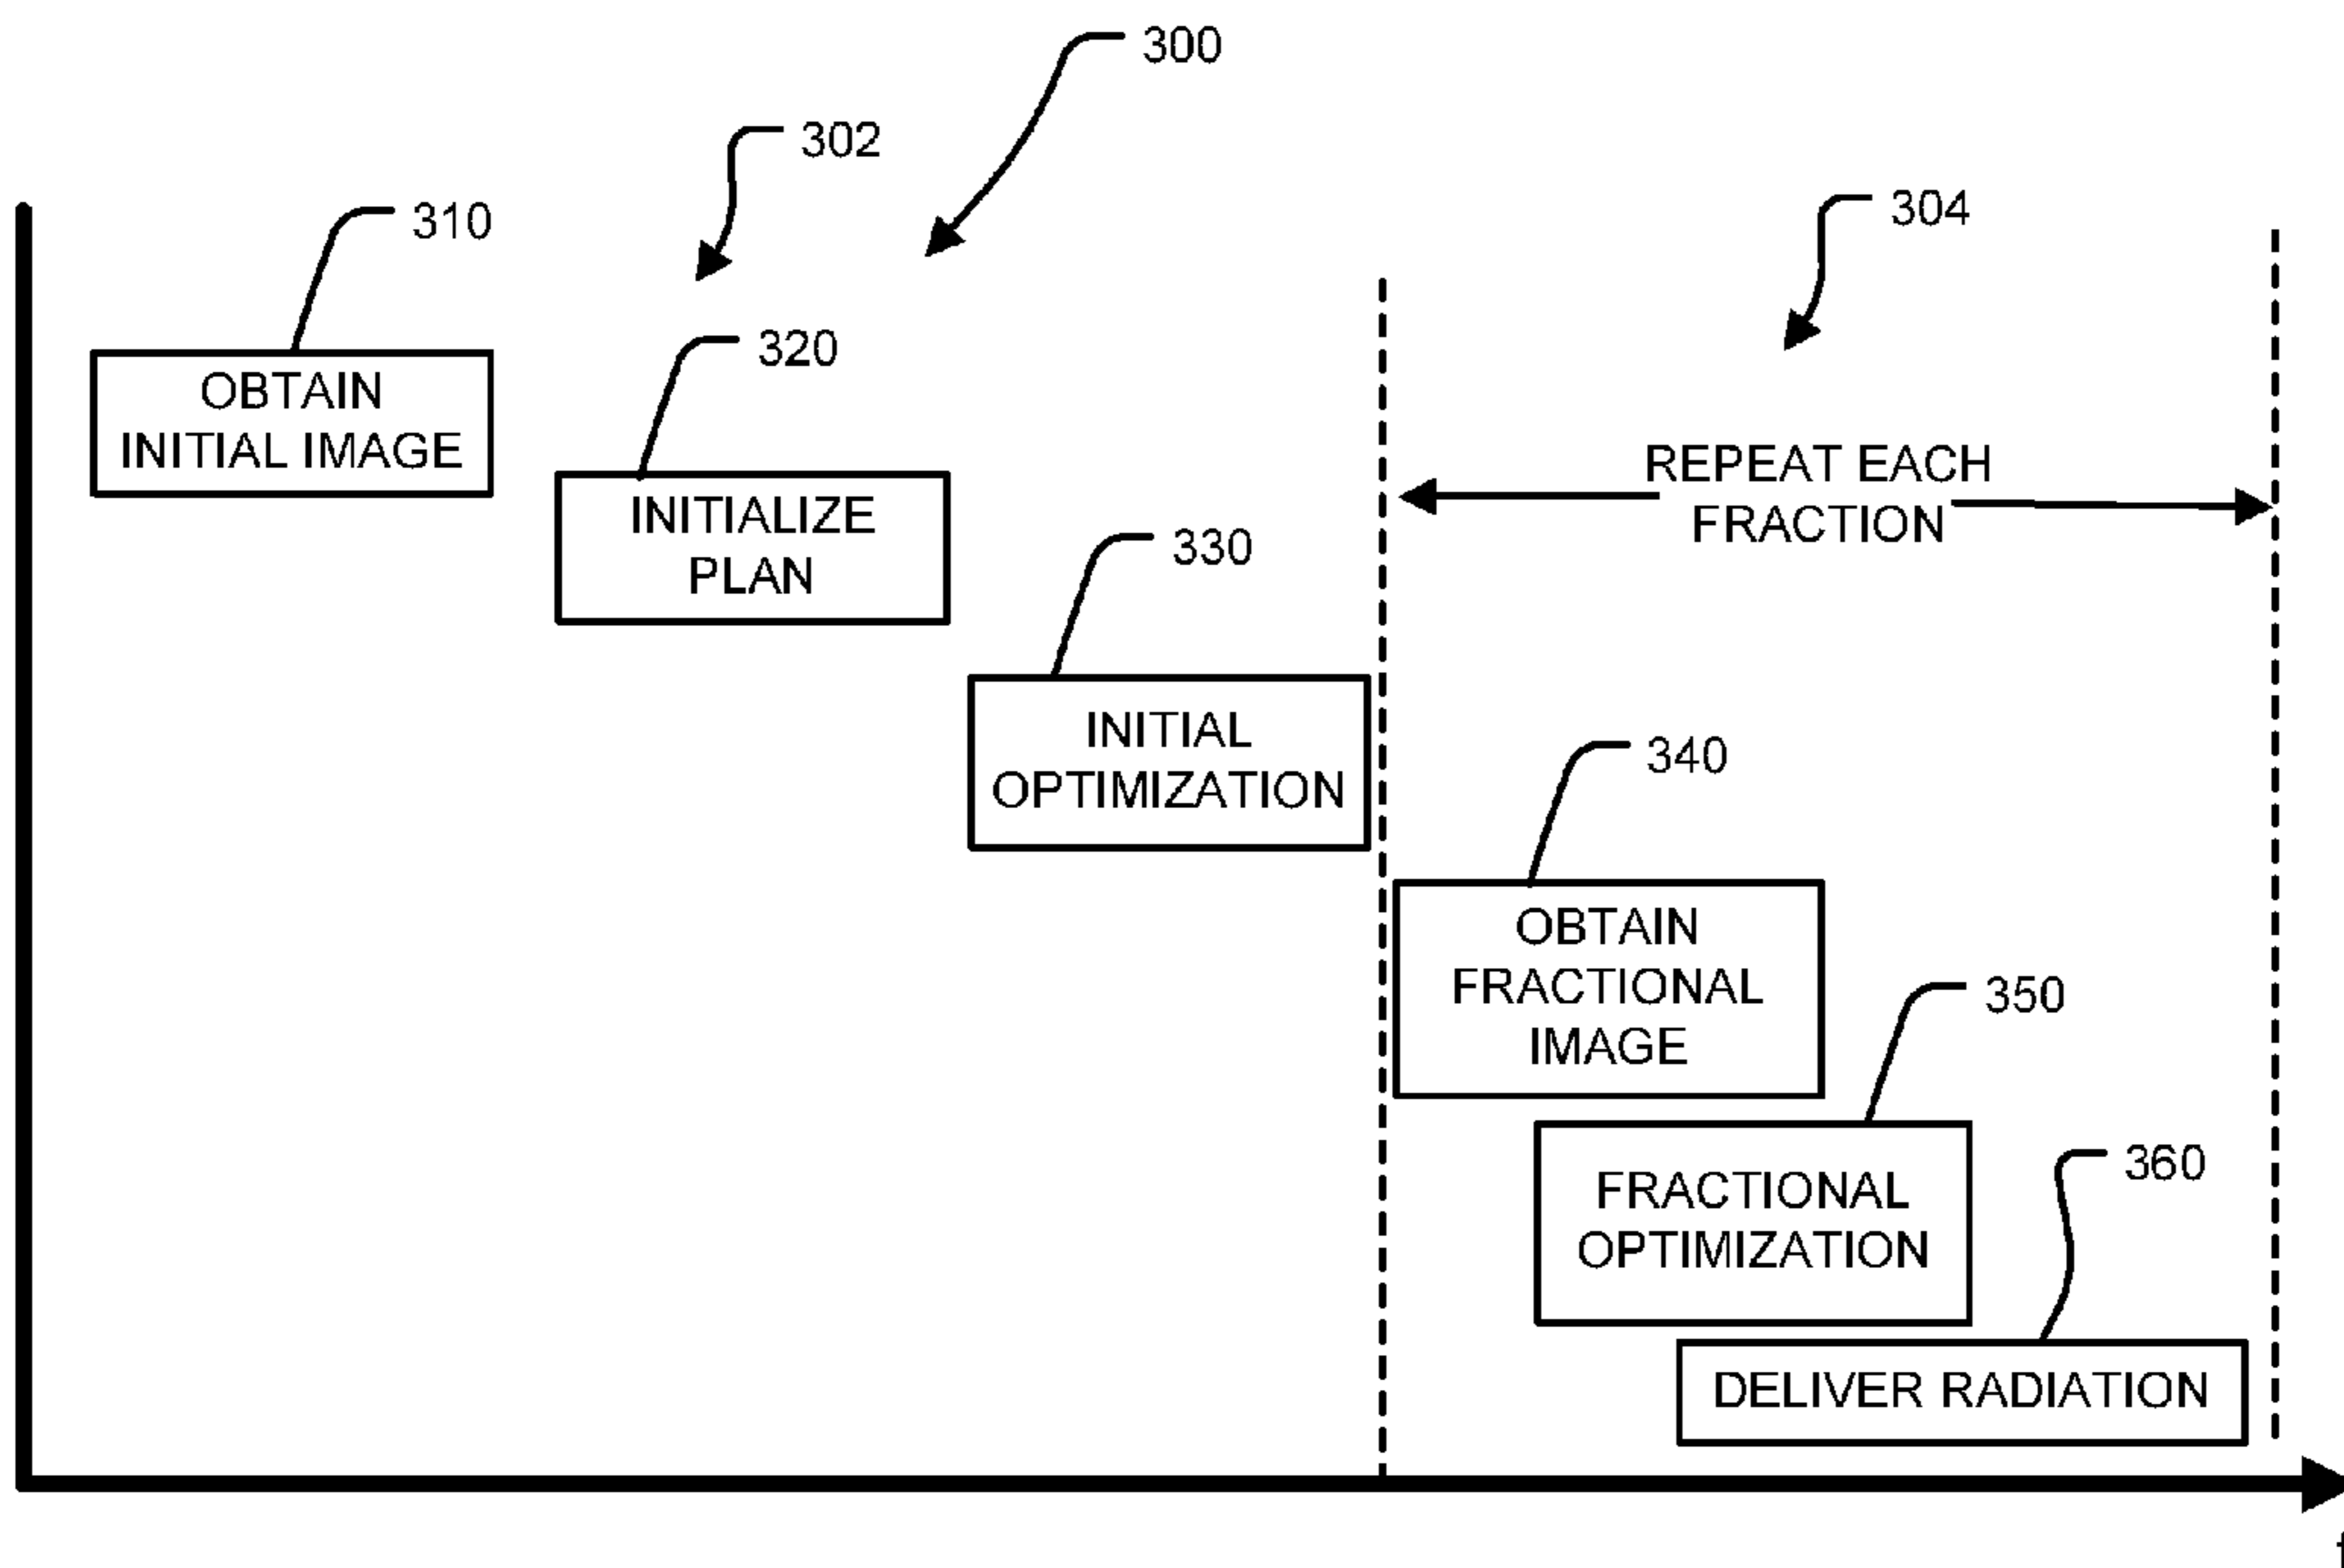 300
302
304
310
OBTAIN
INITIAL IMAGE
320
INITIALIZE
PLAN
REPEAT EACH
FRACTION
330
INITIAL
OPTIMIZATION
340
OBTAIN
FRACTIONAL
IMAGE
350
FRACTIONAL
OPTIMIZATION
360
DELIVER RADIATION
t